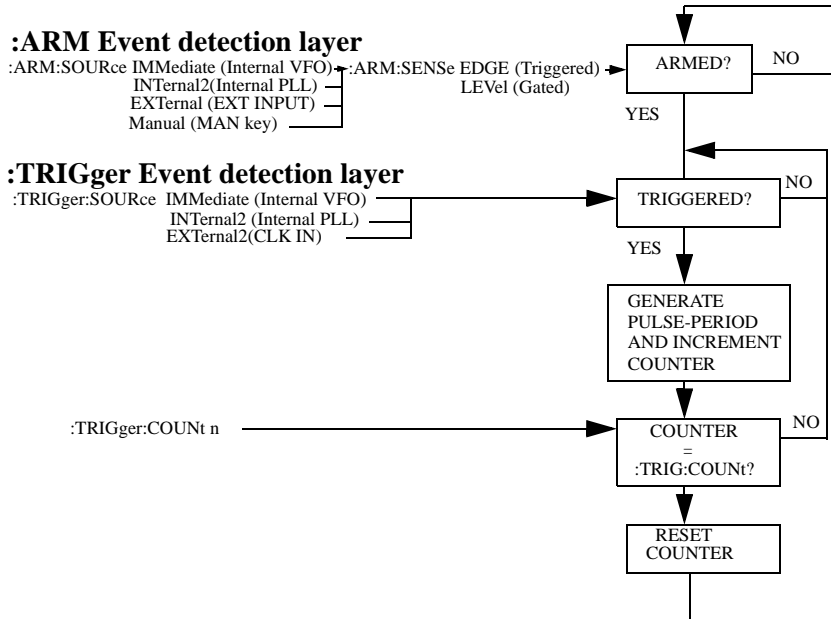 :ARM Event detection layer
:ARM:SOURce IMMediate (Internal VFO) :ARM:SENSe EDGE (Triggered)
INTernal2(Internal PLL) LEVel (Gated)
EXTernal (EXT INPUT)
Manual (MAN key)
ARMED?
NO
YES
:TRIGger Event detection layer
:TRIGger:SOURce IMMediate (Internal VFO)
INTernal2 (Internal PLL)
EXTernal2(CLK IN)
TRIGGERED?
NO
YES
GENERATE
PULSE-PERIOD
AND INCREMENT
COUNTER
:TRIGger:COUNt n
COUNTER
=
:TRIG:COUNt?
NO
RESET
COUNTER